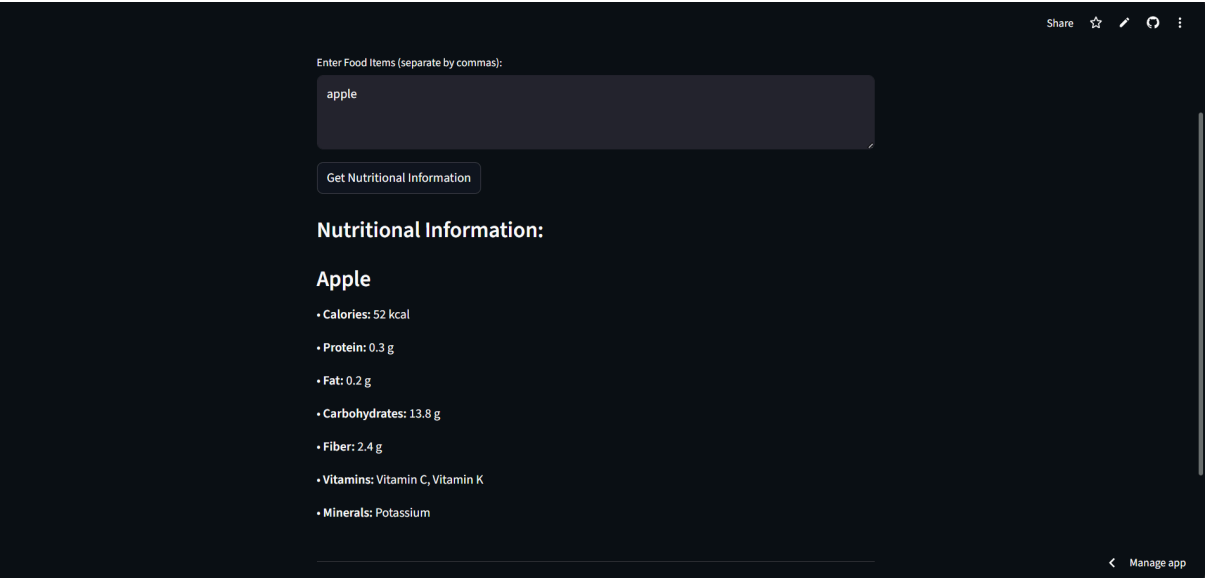 Share
Enter Food Items (separate by commas):
apple
Get Nutritional Information
Nutritional Information:
Apple
• Calories: 52 kcal
• Protein: 0.3 g
• Fat: 0.2 g
• Carbohydrates: 13.8 g
• Fiber: 2.4 g
• Vitamins: Vitamin C, Vitamin K
• Minerals: Potassium
Manage app